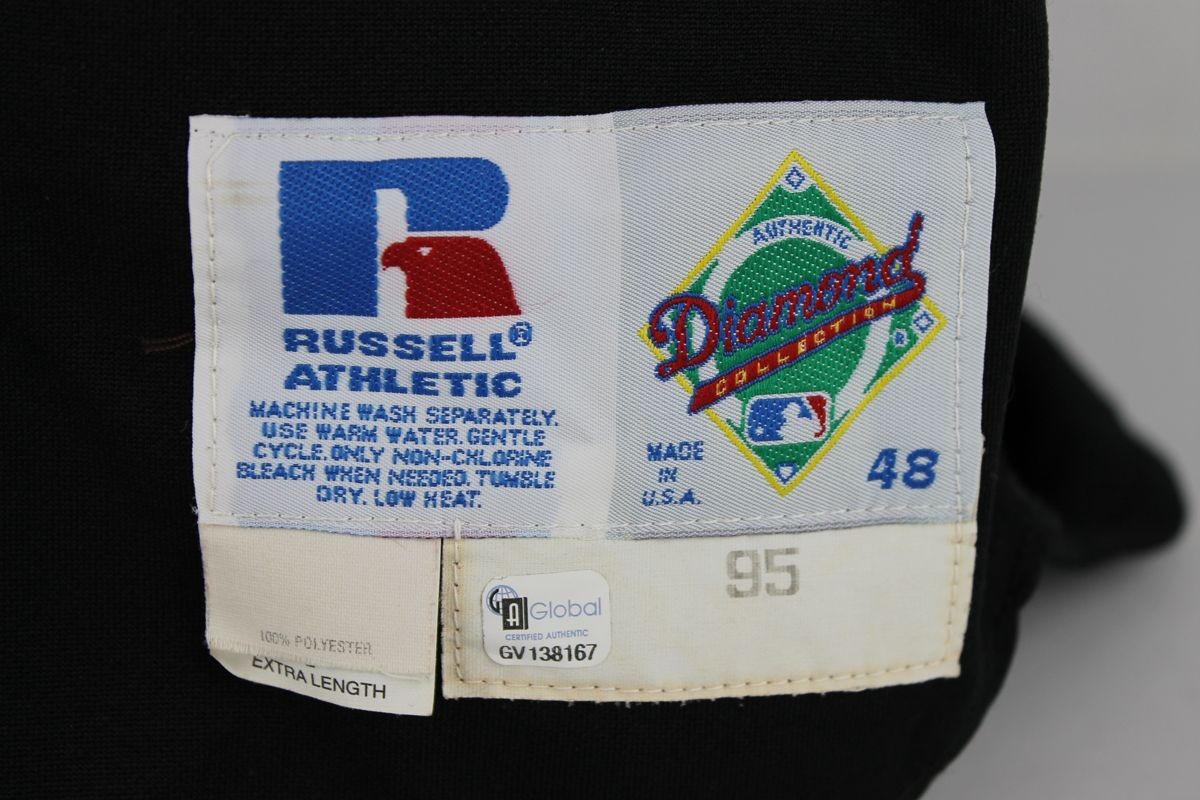 RUSSELL®
ATHLETIC
MACHINE WASH SEPARATELY.
USE WARM WATER. GENTLE
CYCLE. ONLY NON-CHLORINE
BLEACH WHEN NEEDED. TUMBLE
DRY. LOW HEAT.
AUTHENTIC
Diamond
COLLECTION
®
MADE
IN
U.S.A.
48
100% POLYESTER
EXTRA LENGTH
95
GA Global
CERTIFIED AUTHENTIC
GV138167